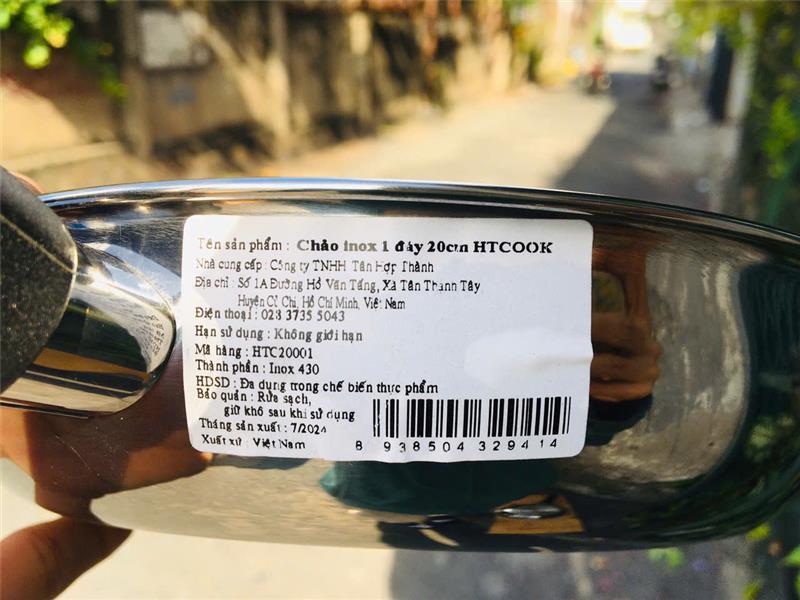 Tên sản phẩm : Chảo inox 1 đáy 20cm HTCOOK
Nhà cung cấp : Công ty TNHH Tân Hợp Thành
Địa chỉ : Số 1A Đường Hồ Văn Tắng, Xã Tân Thạnh Tây
Huyện Củ Chi, Hồ Chí Minh, Việt Nam
Điện thoại : 028 3735 5043
Hạn sử dụng : Không giới hạn
Mã hàng : HTC20001
Thành phần : Inox 430
HDSD : Đa dụng trong chế biến thực phẩm
Bảo quản : Rửa sạch,
giữ khô sau khi sử dụng
Tháng sản xuất : 7/2024
Xuất xứ : Việt Nam
8 938504 329414